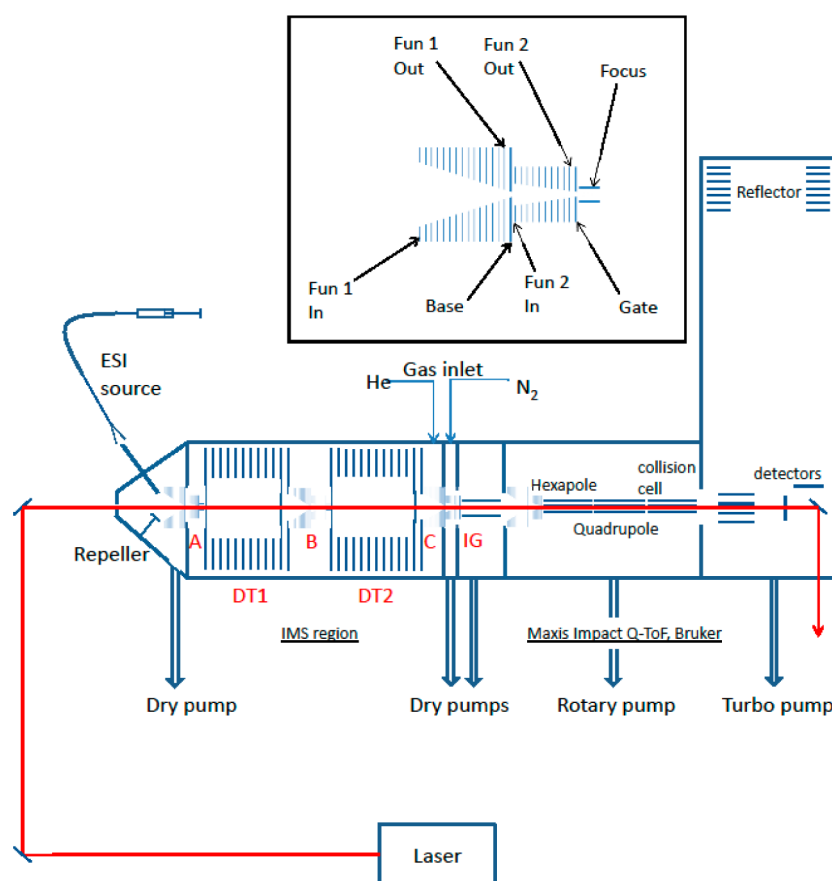 Fun 1
Out
Fun 2
Out
Focus
Fun 1
In
Base
Fun 2
In
Gate
Reflector
ESI
source
Gas inlet
He
N2
Hexapole
collision
cell
detectors
Quadrupole
Repeller
A
B
C
IG
DT1
DT2
IMS region
Maxis Impact Q-ToF, Bruker
Dry pump
Dry pumps
Rotary pump
Turbo pump
Laser